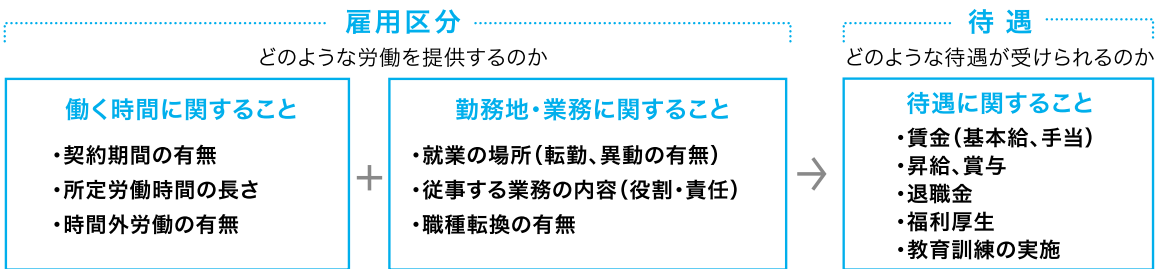 雇用区分
どのような労働を提供するのか
働く時間に関すること
・契約期間の有無
・所定労働時間の長さ
・時間外労働の有無
+
勤務地・業務に関すること
・就業の場所(転勤、異動の有無)
・従事する業務の内容(役割・責任)
・職種転換の有無
→
待遇
どのような待遇が受けられるのか
待遇に関すること
・賃金(基本給、手当)
・昇給、賞与
・退職金
・福利厚生
・教育訓練の実施